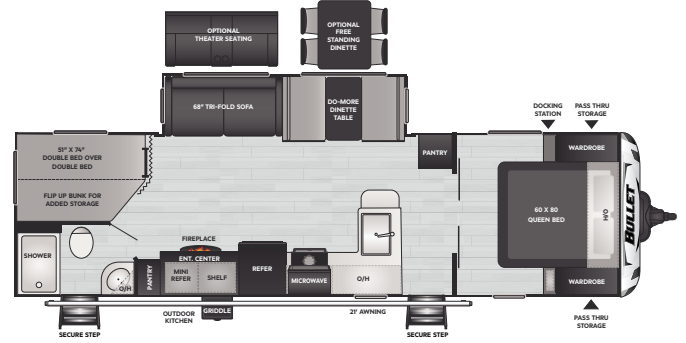 OPTIONAL
THEATER SEATING
OPTIONAL
FREE
STANDING
DINETTE
68" TRI-FOLD SOFA
DO-MORE
DINETTE
TABLE
DOCKING
STATION
PASS THRU
STORAGE
51" X 74"
DOUBLE BED OVER
DOUBLE BED
PANTRY
WARDROBE
FLIP UP BUNK FOR
ADDED STORAGE
60 X 80
QUEEN BED
O/H
BULLET
SHOWER
FIREPLACE
ENT. CENTER
PANTRY
MINI
REFER
SHELF
REFER
MICROWAVE
O/H
O/H
WARDROBE
OUTDOOR
KITCHEN
GRIDDLE
21' AWNING
PASS THRU
STORAGE
SECURE STEP
SECURE STEP